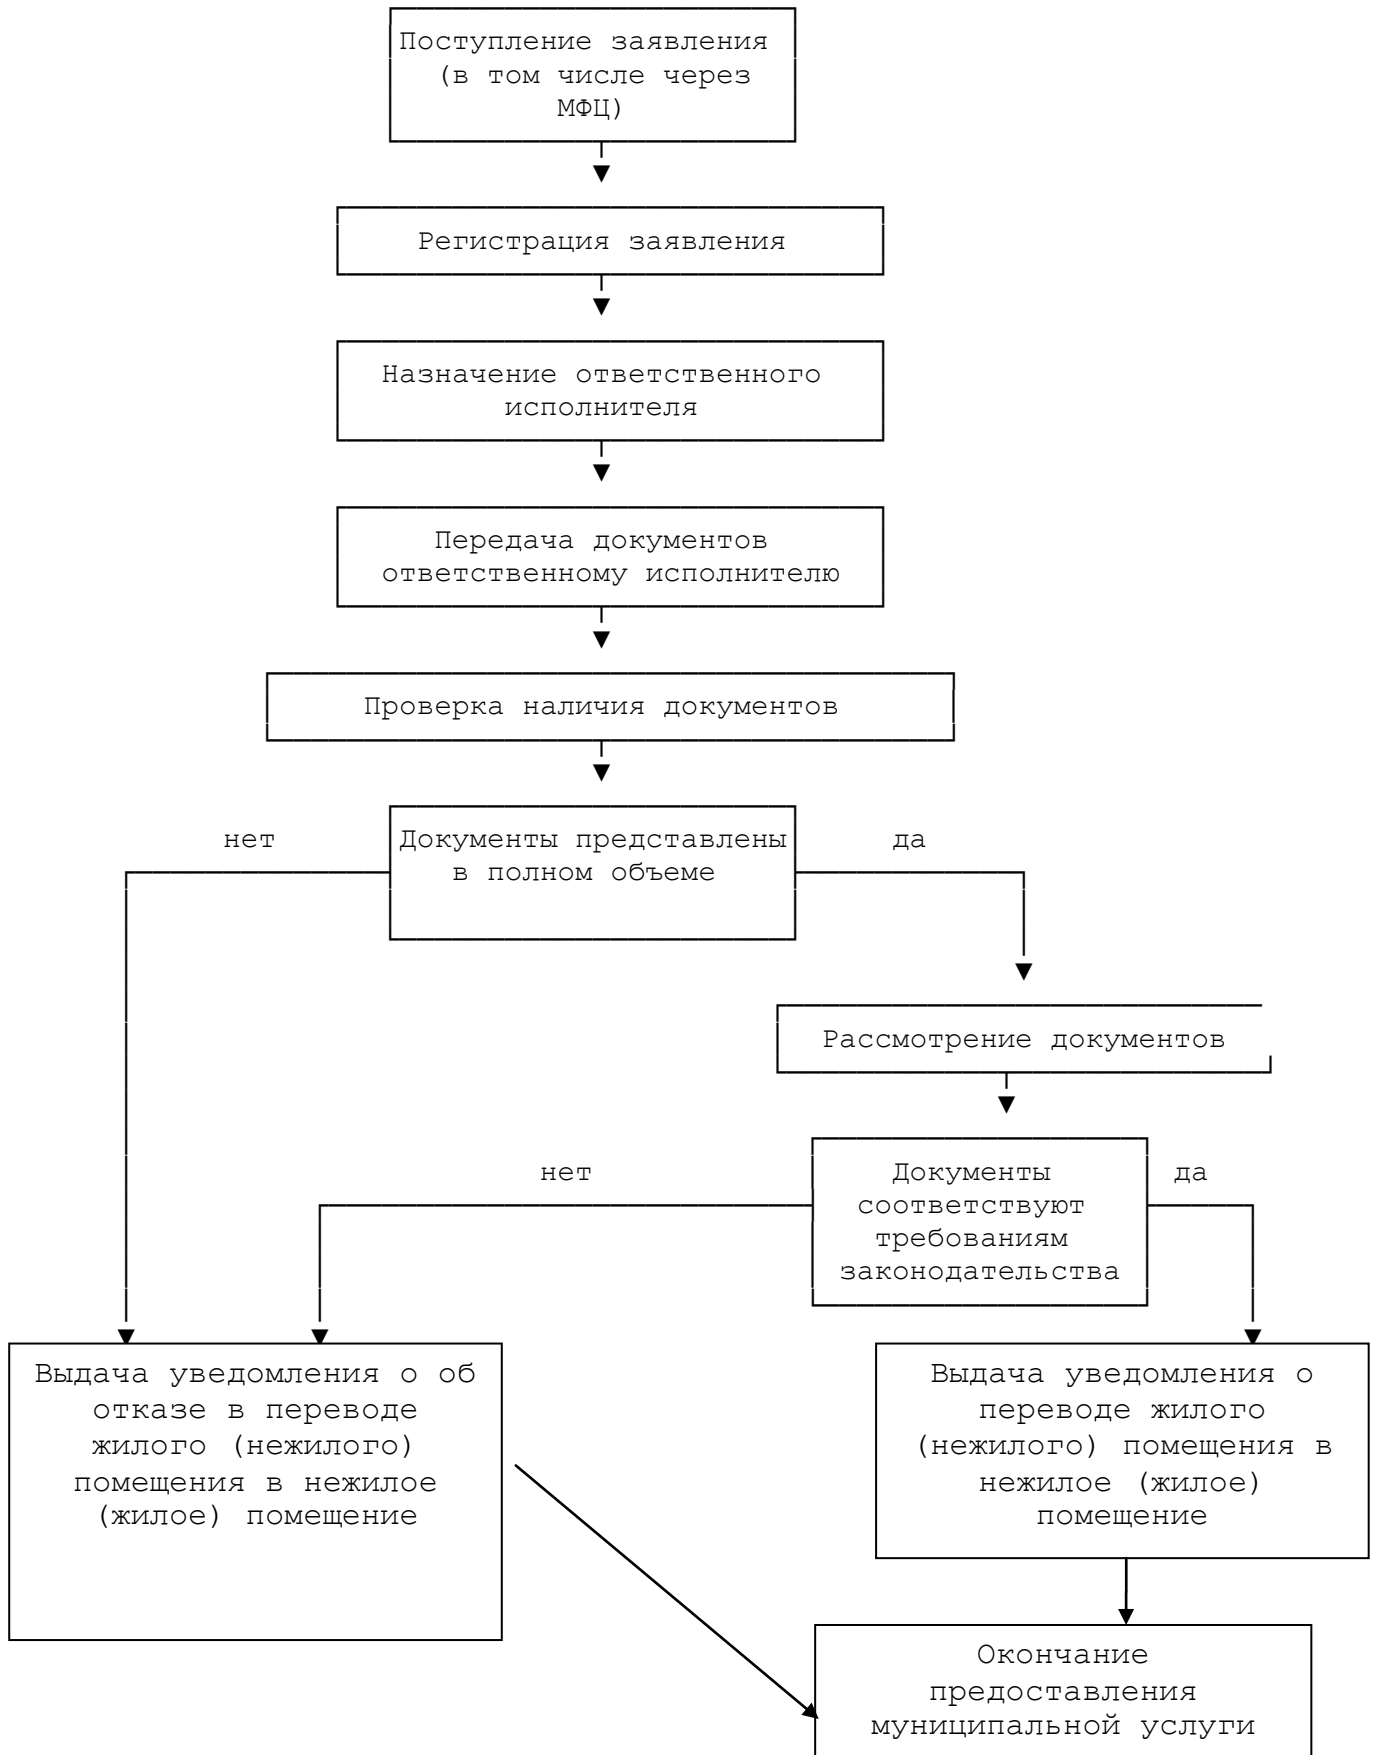 Поступление заявления
(в том числе через
МФЦ)
Регистрация заявления
Назначение ответственного
исполнителя
Передача документов
ответственному исполнителю
Проверка наличия документов
нет
Документы представлены
в полном объеме
да
Рассмотрение документов
нет
Документы
соответствуют
требованиям
законодательства
да
Выдача уведомления о об
отказе в переводе
жилого (нежилого)
помещения в нежилое
(жилое) помещение
Выдача уведомления о
переводе жилого
(нежилого) помещения в
нежилое (жилое)
помещение
Окончание
предоставления
муниципальной услуги